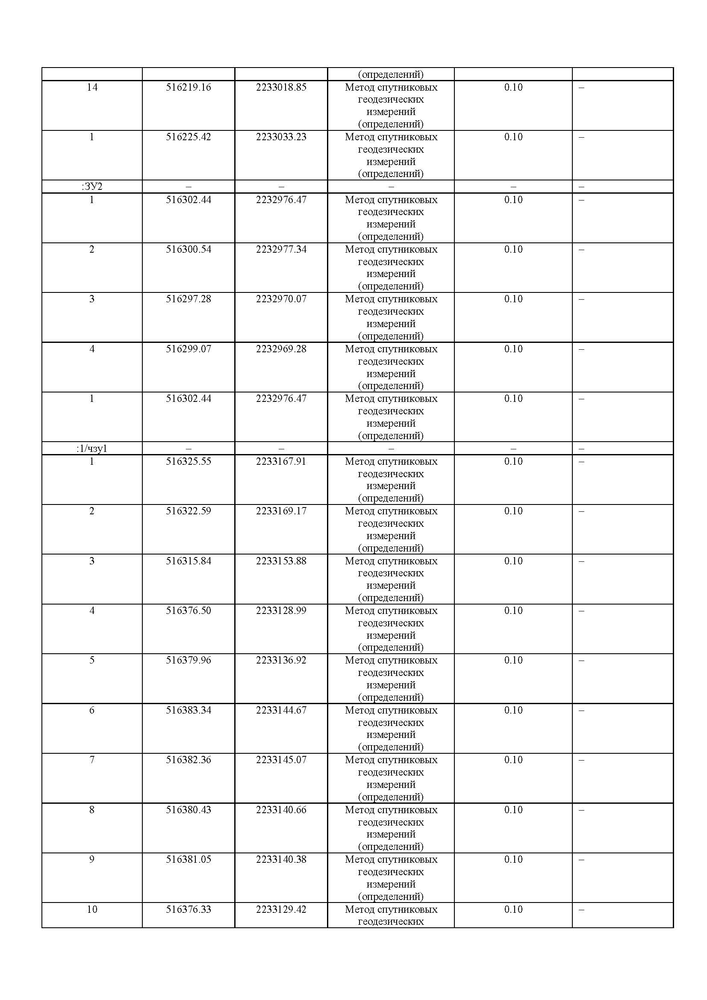 (определений)
14 516219.16 2233018.85 Метод спутниковых 0.10 –
геодезических
измерений
(определений)
1 516225.42 2233033.23 Метод спутниковых 0.10 –
геодезических
измерений
(определений)
:ЗУ2 – – – – –
1 516302.44 2232976.47 Метод спутниковых 0.10 –
геодезических
измерений
(определений)
2 516300.54 2232977.34 Метод спутниковых 0.10 –
геодезических
измерений
(определений)
3 516297.28 2232970.07 Метод спутниковых 0.10 –
геодезических
измерений
(определений)
4 516299.07 2232969.28 Метод спутниковых 0.10 –
геодезических
измерений
(определений)
1 516302.44 2232976.47 Метод спутниковых 0.10 –
геодезических
измерений
(определений)
:1/чзу1 – – – – –
1 516325.55 2233167.91 Метод спутниковых 0.10 –
геодезических
измерений
(определений)
2 516322.59 2233169.17 Метод спутниковых 0.10 –
геодезических
измерений
(определений)
3 516315.84 2233153.88 Метод спутниковых 0.10 –
геодезических
измерений
(определений)
4 516376.50 2233128.99 Метод спутниковых 0.10 –
геодезических
измерений
(определений)
5 516379.96 2233136.92 Метод спутниковых 0.10 –
геодезических
измерений
(определений)
6 516383.34 2233144.67 Метод спутниковых 0.10 –
геодезических
измерений
(определений)
7 516382.36 2233145.07 Метод спутниковых 0.10 –
геодезических
измерений
(определений)
8 516380.43 2233140.66 Метод спутниковых 0.10 –
геодезических
измерений
(определений)
9 516381.05 2233140.38 Метод спутниковых 0.10 –
геодезических
измерений
(определений)
10 516376.33 2233129.42 Метод спутниковых 0.10 –
геодезических